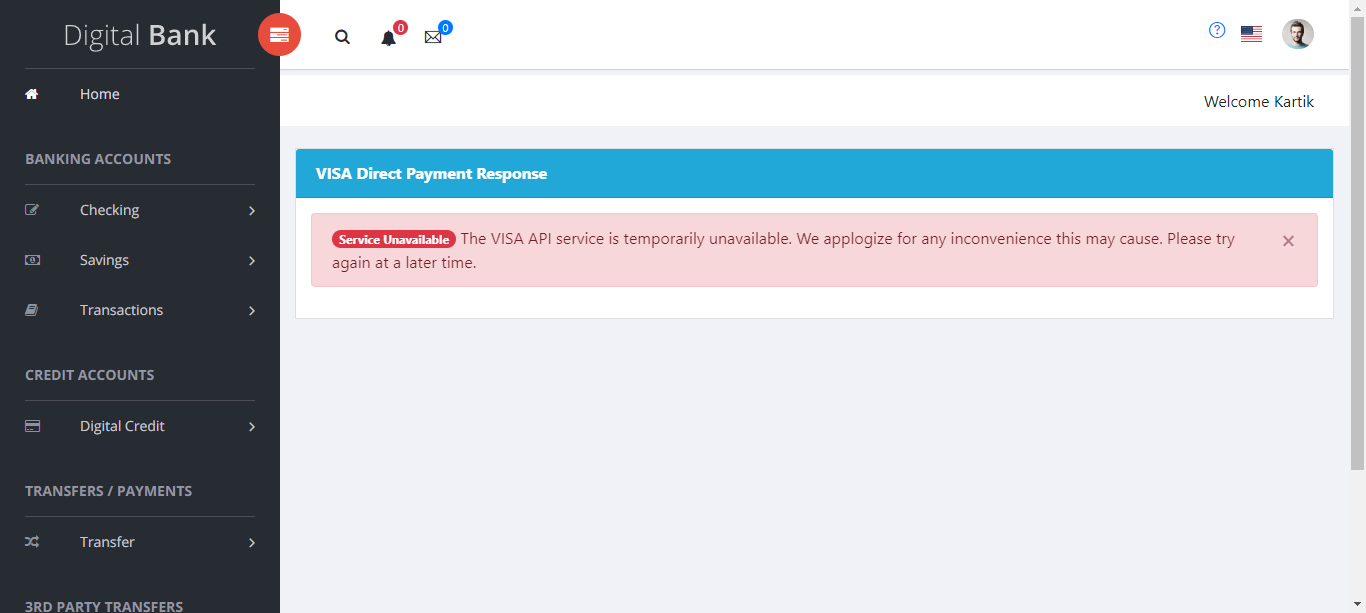 Digital Bank
0
0
Welcome Kartik
Home
BANKING ACCOUNTS
Checking
Savings
Transactions
CREDIT ACCOUNTS
Digital Credit
TRANSFERS / PAYMENTS
Transfer
3RD PARTY TRANSFERS
VISA Direct Payment Response
Service Unavailable The VISA API service is temporarily unavailable. We applogize for any inconvenience this may cause. Please try
again at a later time.